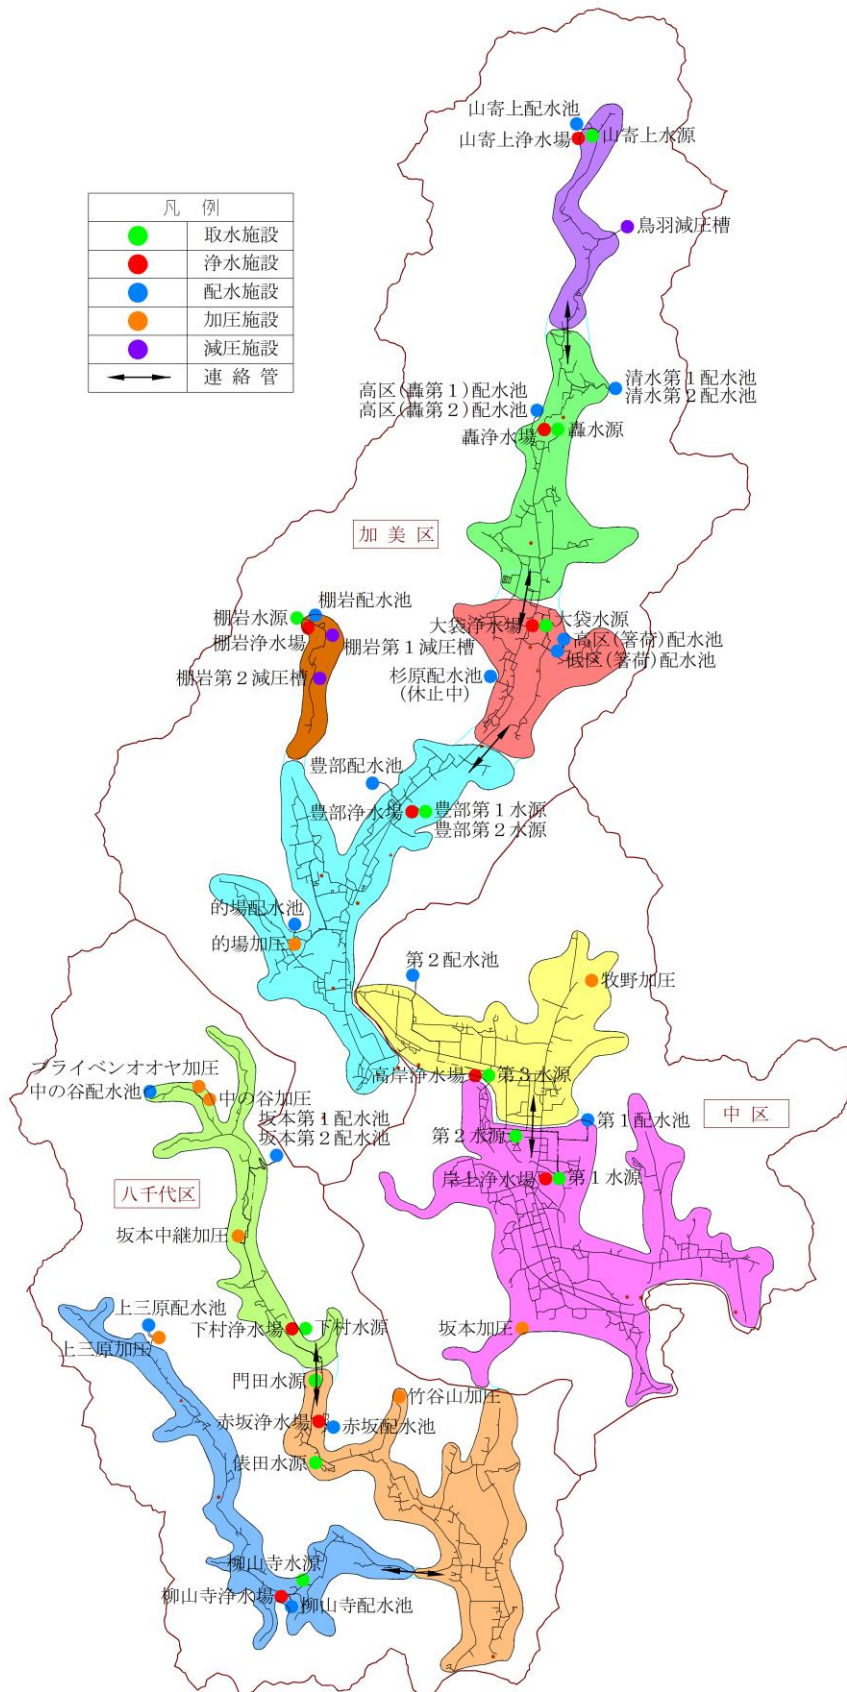 山寄上配水池
山寄上浄水場
山寄上水源
凡 例
取水施設
浄水施設
配水施設
加圧施設
減圧施設
連絡管
鳥羽減圧槽
清水第1配水池
清水第2配水池
高区(轟第1)配水池
高区(轟第2)配水池
轟浄水場
轟水源
加美区
棚岩配水池
棚岩水源
棚岩浄水場
棚岩第1減圧槽
棚岩第2減圧槽
大袋浄水場
大袋水源
高区(箸荷)配水池
低区(箸荷)配水池
杉原配水池
(休止中)
豊部配水池
豊部浄水場
豊部第1水源
豊部第2水源
的場配水池
的場加圧
第2配水池
牧野加圧
高岸浄水場
第3水源
ブライベンオオヤ加圧
中の谷配水池
中の谷加圧
坂本第1配水池
坂本第2配水池
第2水源
第1配水池
中区
岸上浄水場
第1水源
八千代区
坂本中継加圧
上三原配水池
上三原加圧
下村浄水場
下村水源
坂本加圧
門田水源
竹谷山加圧
赤坂浄水場
赤坂配水池
俵田水源
柳山寺水源
柳山寺浄水場
柳山寺配水池